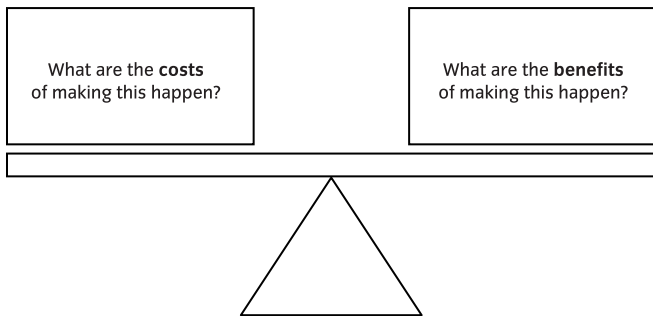 What are the costs
of making this happen?
What are the benefits
of making this happen?